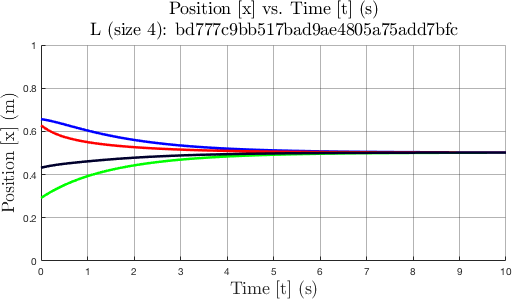 Position [x] vs. Time [t] (s)
L (size 4): bd777c9bb517bad9ae4805a75add7bfc
Position [x] (m)
1
0.8
0.6
0.4
0.2
0
0 1 2 3 4 5 6 7 8 9 10
Time [t] (s)